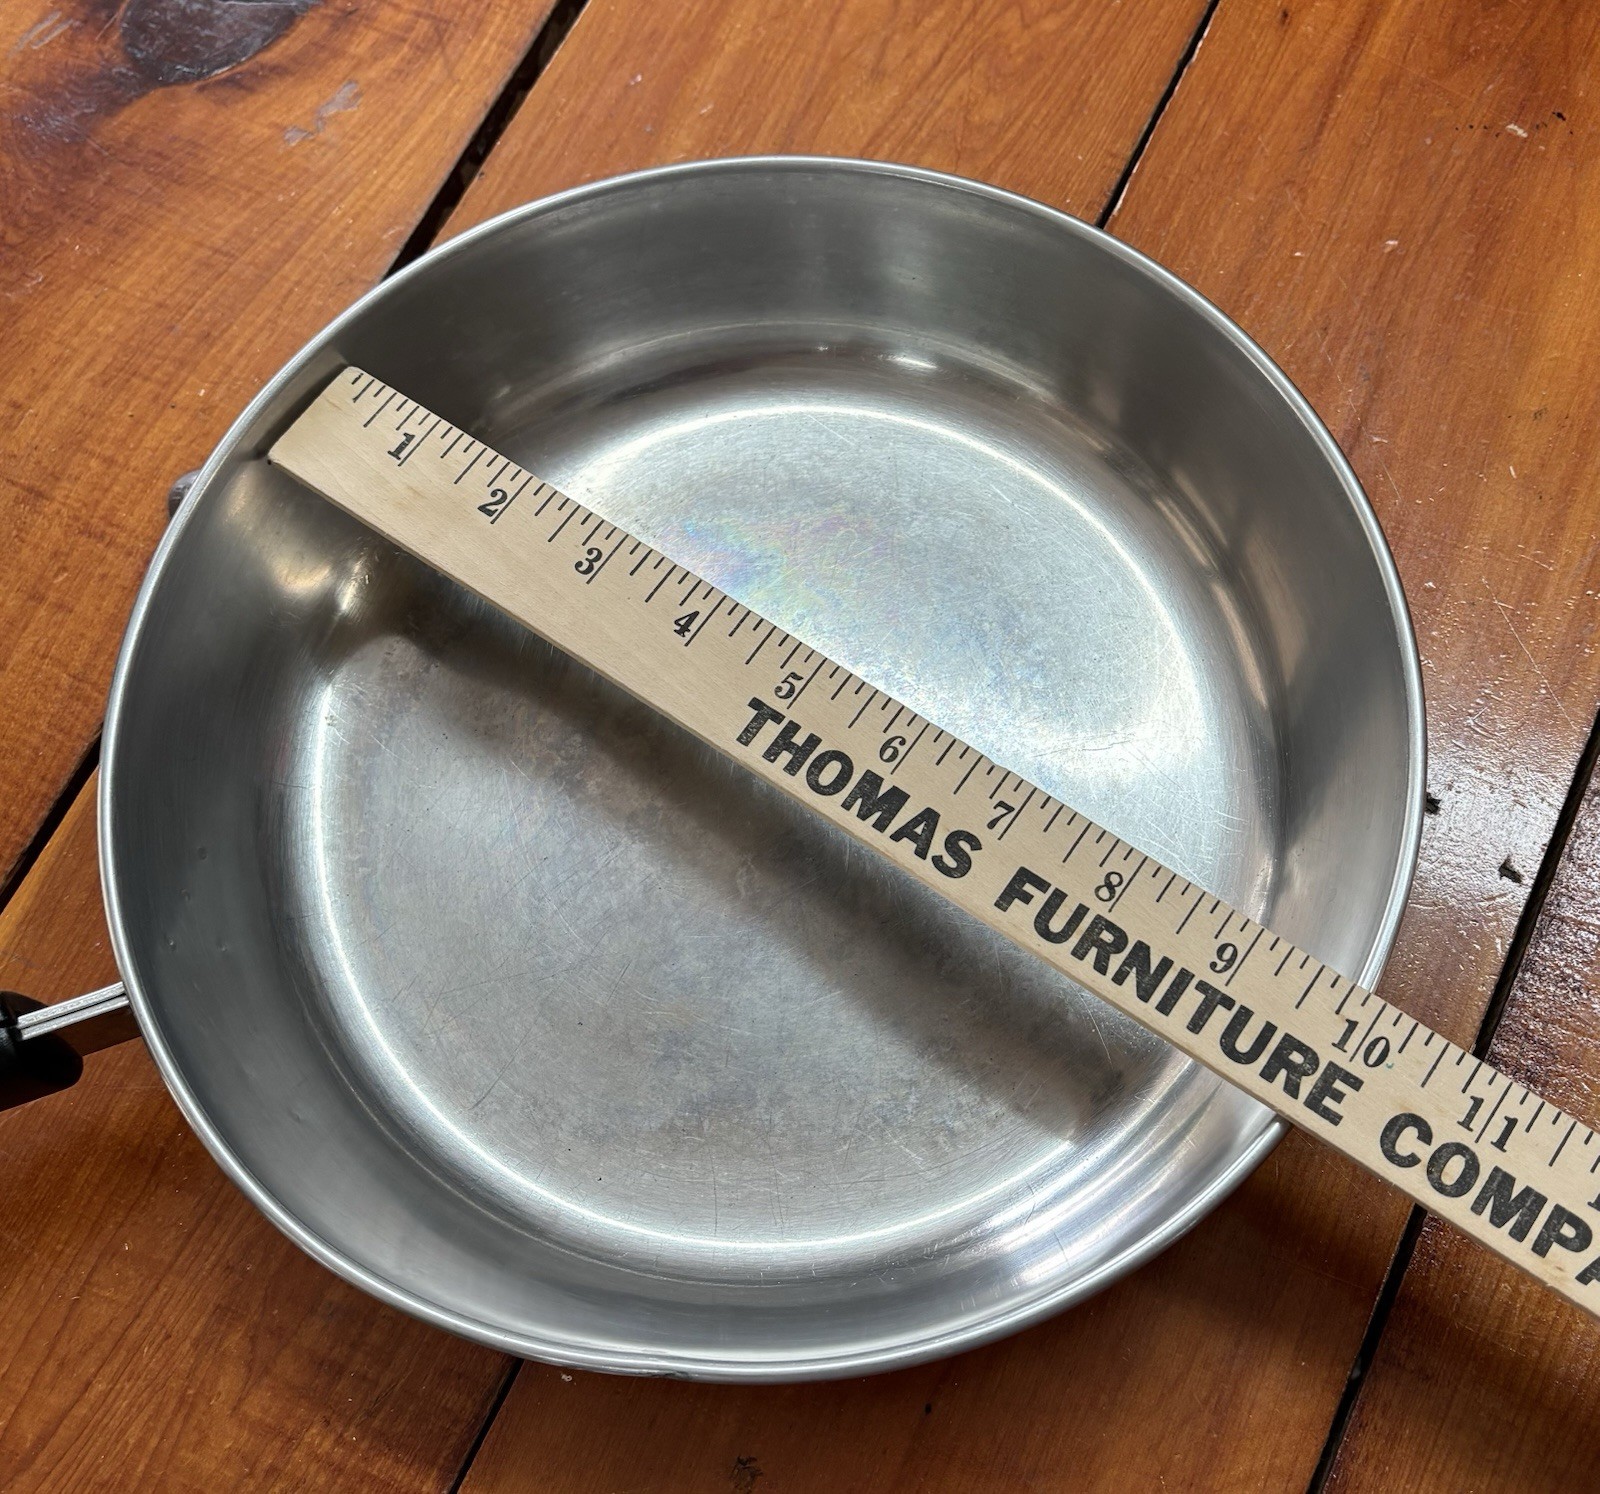 1 2 3 4 5 6 7 8 9 10 11
THOMAS FURNITURE COMPA